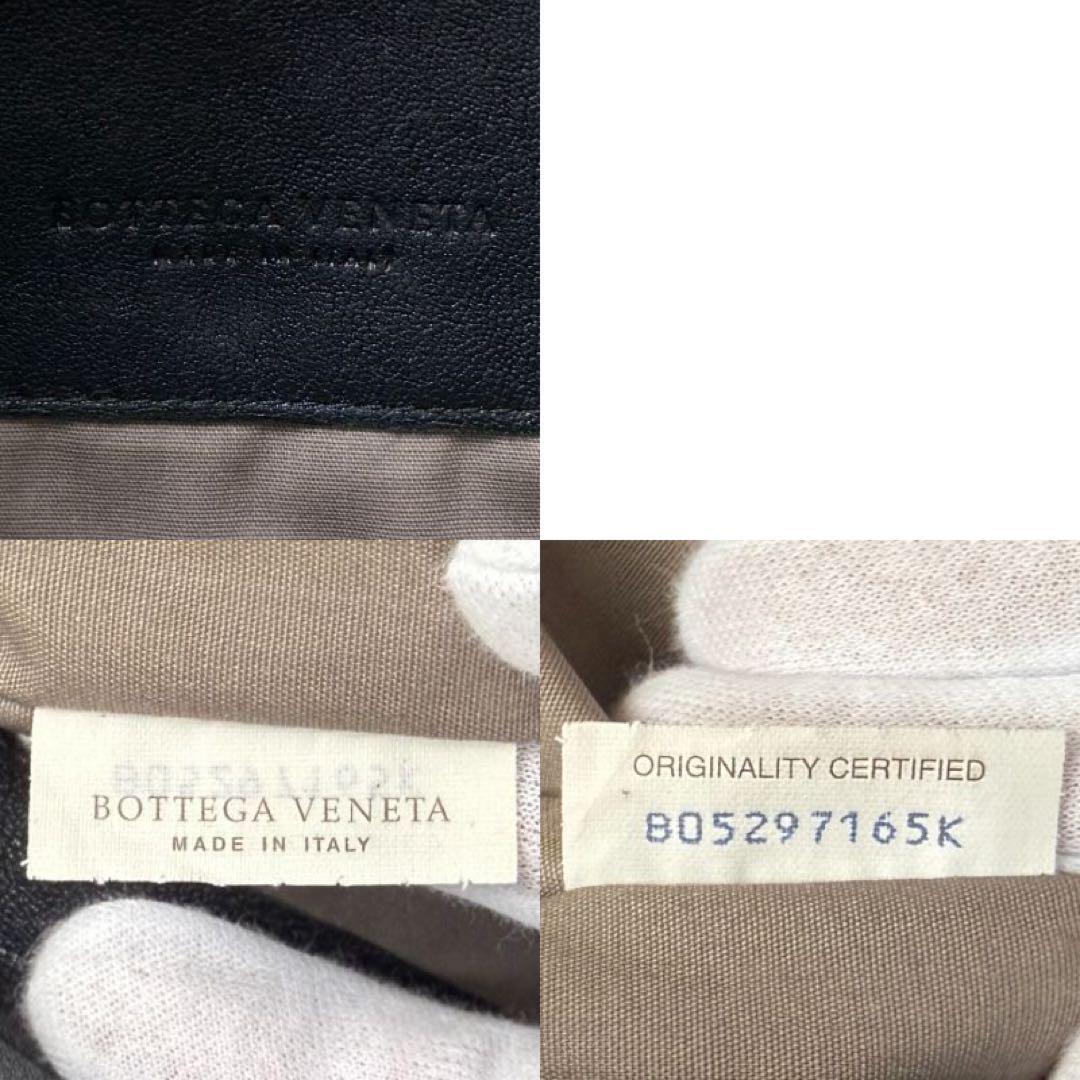 BOTTEGA VENETA
MADE IN ITALY
BOTTEGA VENETA
MADE IN ITALY
ORIGINALITY CERTIFIED
B05297165K